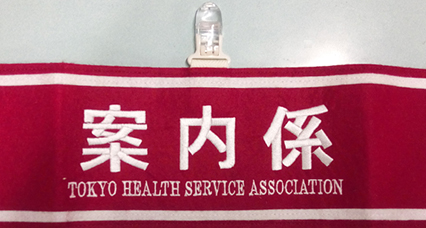 案内係
TOKYO HEALTH SERVICE ASSOCIATION